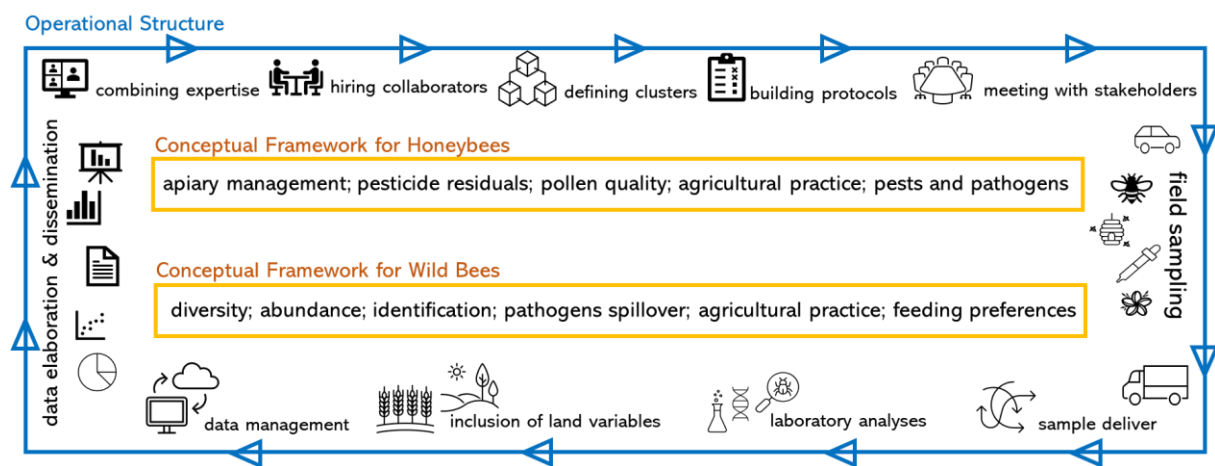 Operational Structure
combining expertise
hiring collaborators
defining clusters
building protocols
meeting with stakeholders
Conceptual Framework for Honeybees
apiary management; pesticide residuals; pollen quality; agricultural practice; pests and pathogens
field sampling
Conceptual Framework for Wild Bees
diversity; abundance; identification; pathogens spillover; agricultural practice; feeding preferences
data elaboration & dissemination
data management
inclusion of land variables
laboratory analyses
sample deliver